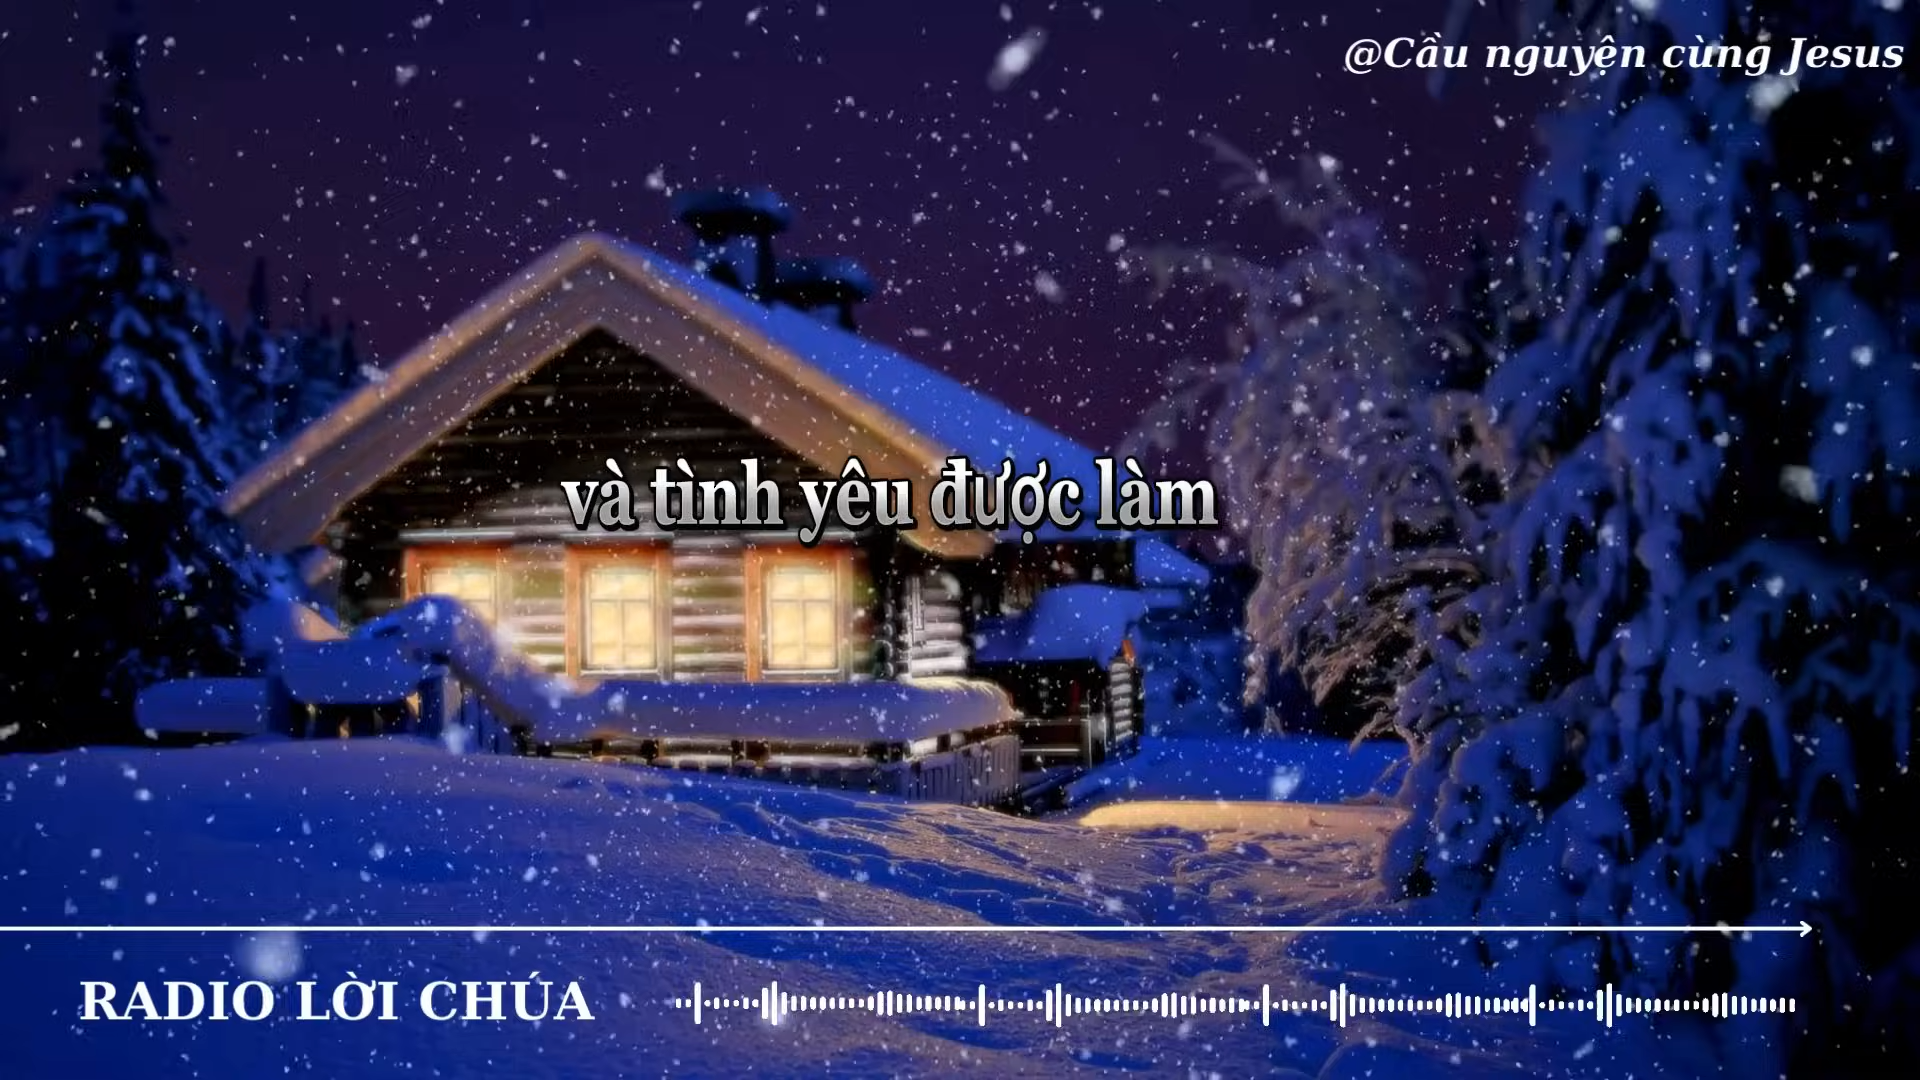 @Cầu nguyện cùng Jesus
và tình yêu được làm
RADIO LỜI CHÚA